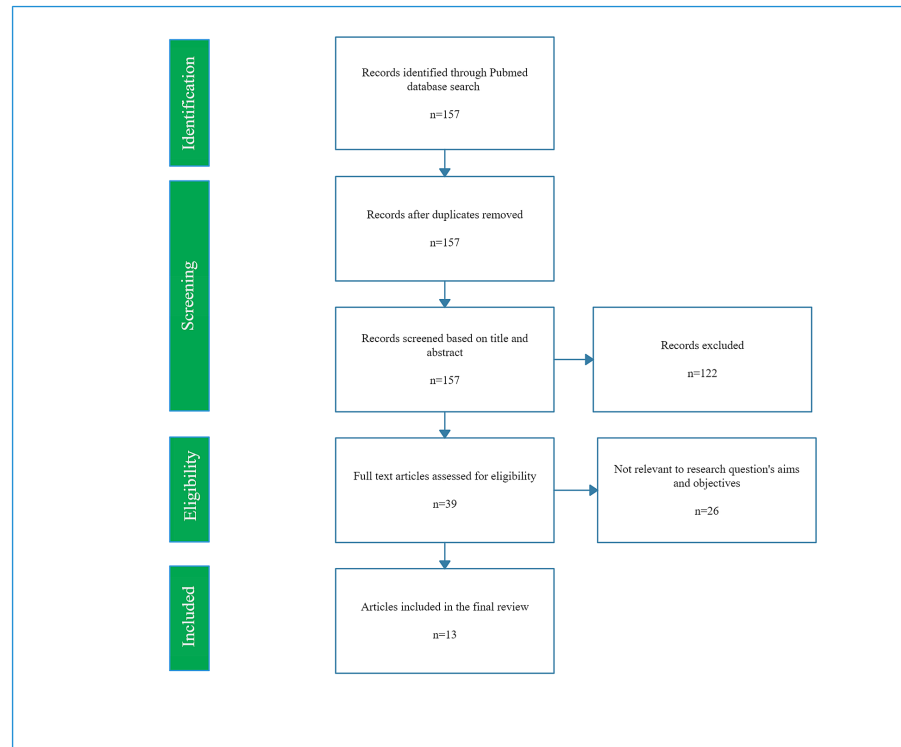 Identification
Records identified through Pubmed
database search
n=157
Screening
Records after duplicates removed
n=157
Records screened based on title and
abstract
n=157
Records excluded
n=122
Eligibility
Full text articles assessed for eligibility
n=39
Not relevant to research question's aims
and objectives
n=26
Included
Articles included in the final review
n=13